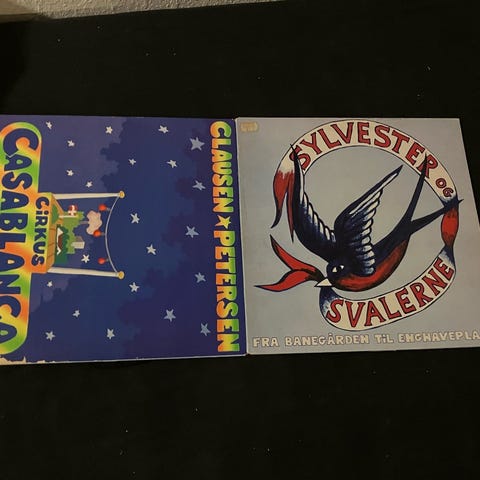 CIRKUS
CASABLANCA
CLAUSEN★PETERSEN
SYLVESTER
OG
SVALERNE
FRA BANEGÅRDEN TIL ENGHAVEPLA